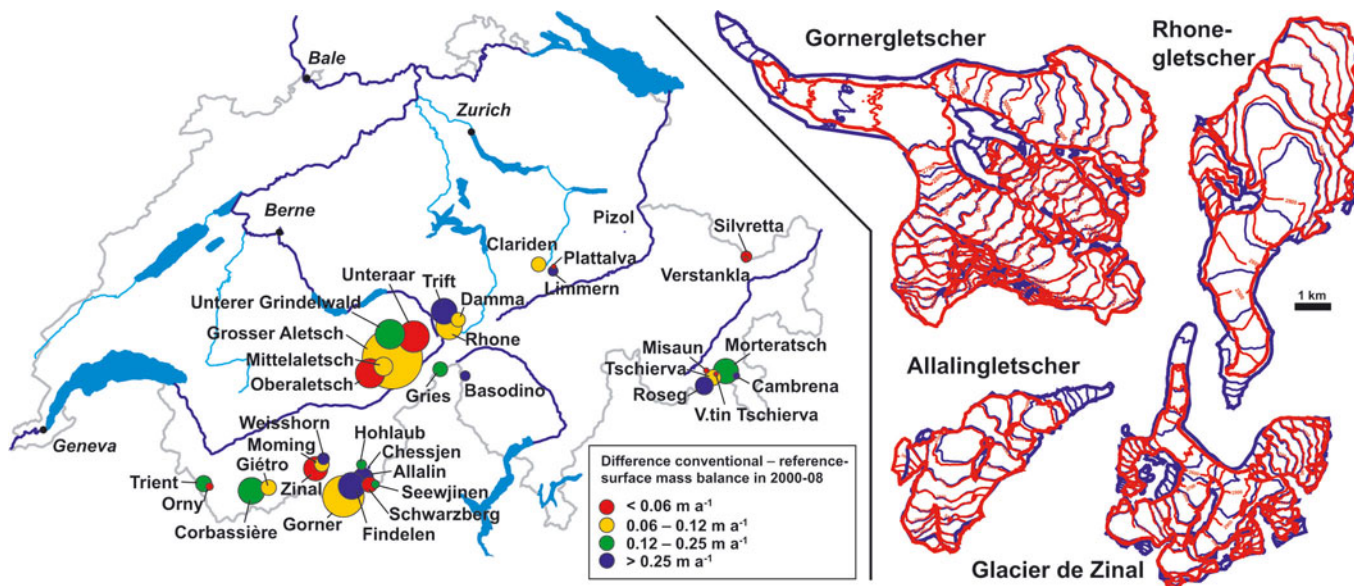 Bale
Zurich
Berne
Geneva
Pizol
Silvretta
Verstankla
Clariden
Plattalva
Limmern
Unteraar
Trift
Damma
Unterer Grindelwald
Grosser Aletsch
Rhone
Mittelaletsch
Oberaletsch
Gries
Basodino
Misaun
Morteratsch
Tschierva
Roseg
Cambrena
V.tin Tschierva
Weisshorn
Moming
Giétro
Hohlaub
Chessjen
Allalin
Trient
Orny
Zinal
Seewjinen
Corbassière
Gorner
Schwarzberg
Findelen
Difference conventional – reference-
surface mass balance in 2000-08
< 0.06 m a⁻¹
0.06 – 0.12 m a⁻¹
0.12 – 0.25 m a⁻¹
> 0.25 m a⁻¹
Gornergletscher
Rhone-
gletscher
1 km
Allalingletscher
Glacier de Zinal